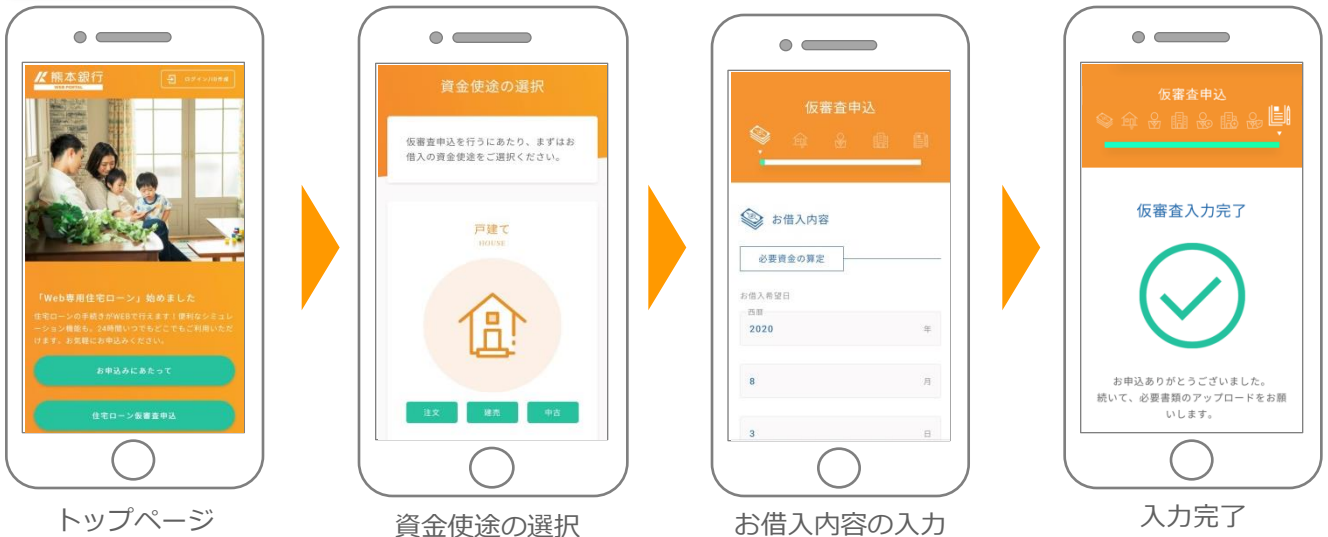 熊本銀行
WEB PORTAL
ログイン/ID作成
「Web専用住宅ローン」始めました
住宅ローンの手続きがWEBで行えます!便利なシミュレ
ーション機能も、24時間いつでもどこでもご利用いただ
けます。お気軽にお申込みください。
お申込みにあたって
住宅ローン仮審査申込
トップページ
資金使途の選択
仮審査申込を行うにあたり、まずはお
借入の資金使途をご選択ください。
戸建て
HOUSE
注文 建売 中古
資金使途の選択
仮審査申込
お借入内容
必要資金の算定
お借入希望日
西暦
2020 年
8 月
3 日
お借入内容の入力
仮審査申込
仮審査入力完了
お申込ありがとうございました。
続いて、必要書類のアップロードをお願
いします。
入力完了